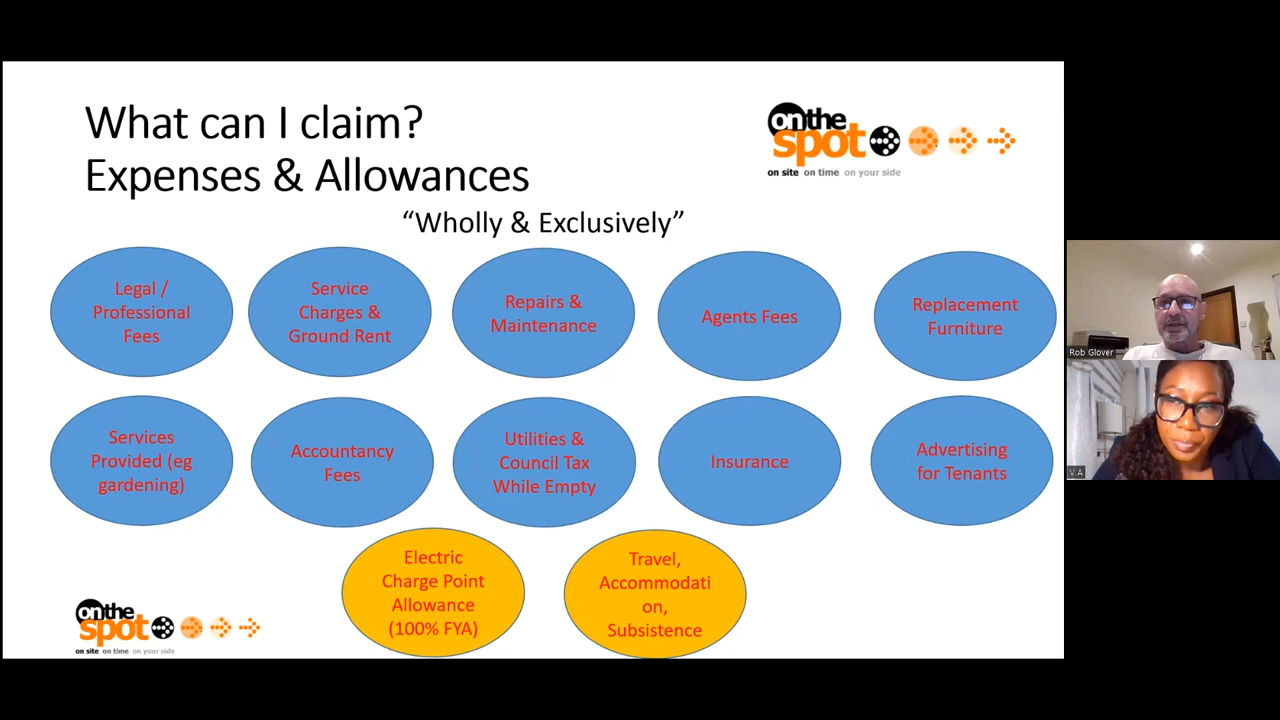 What can I claim?
Expenses & Allowances
onthe
spot
on site on time on your side
“Wholly & Exclusively”
Legal /
Professional
Fees
Service
Charges &
Ground Rent
Repairs &
Maintenance
Agents Fees
Replacement
Furniture
Services
Provided (eg
gardening)
Accountancy
Fees
Utilities &
Council Tax
While Empty
Insurance
Advertising
for Tenants
Electric
Charge Point
Allowance
(100% FYA)
Travel,
Accommodati
on,
Subsistence
onthe
spot
on site on time on your side
Rob Glover
V A